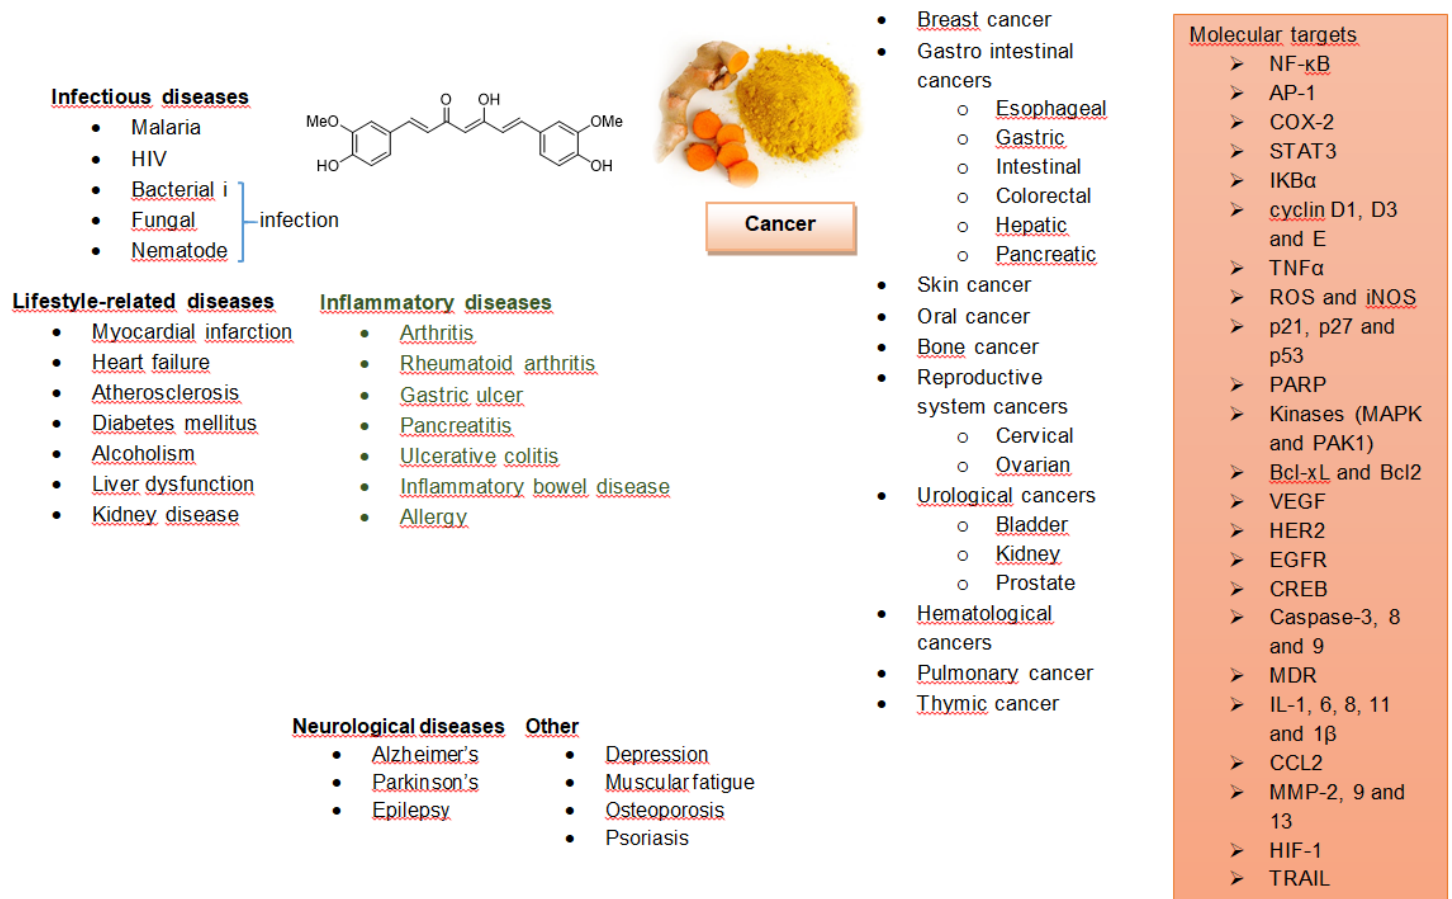 Infectious diseases
• Malaria
• HIV
• Bacterial i
• Fungal
• Nematode
infection
O OH
MeO OMe
HO OH
Cancer
Lifestyle-related diseases
• Myocardial infarction
• Heart failure
• Atherosclerosis
• Diabetes mellitus
• Alcoholism
• Liver dysfunction
• Kidney disease
Inflammatory diseases
• Arthritis
• Rheumatoid arthritis
• Gastric ulcer
• Pancreatitis
• Ulcerative colitis
• Inflammatory bowel disease
• Allergy
Neurological diseases
• Alzheimer's
• Parkinson's
• Epilepsy
Other
• Depression
• Muscular fatigue
• Osteoporosis
• Psoriasis
• Breast cancer
• Gastro intestinal
cancers
o Esophageal
o Gastric
o Intestinal
o Colorectal
o Hepatic
o Pancreatic
• Skin cancer
• Oral cancer
• Bone cancer
• Reproductive
system cancers
o Cervical
o Ovarian
• Urological cancers
o Bladder
o Kidney
o Prostate
• Hematological
cancers
• Pulmonary cancer
• Thymic cancer
Molecular targets
➢ NF-κB
➢ AP-1
➢ COX-2
➢ STAT3
➢ IKBα
➢ cyclin D1, D3
and E
➢ TNFα
➢ ROS and iNOS
➢ p21, p27 and
p53
➢ PARP
➢ Kinases (MAPK
and PAK1)
➢ Bcl-xL and Bcl2
➢ VEGF
➢ HER2
➢ EGFR
➢ CREB
➢ Caspase-3, 8
and 9
➢ MDR
➢ IL-1, 6, 8, 11
and 1β
➢ CCL2
➢ MMP-2, 9 and
13
➢ HIF-1
➢ TRAIL